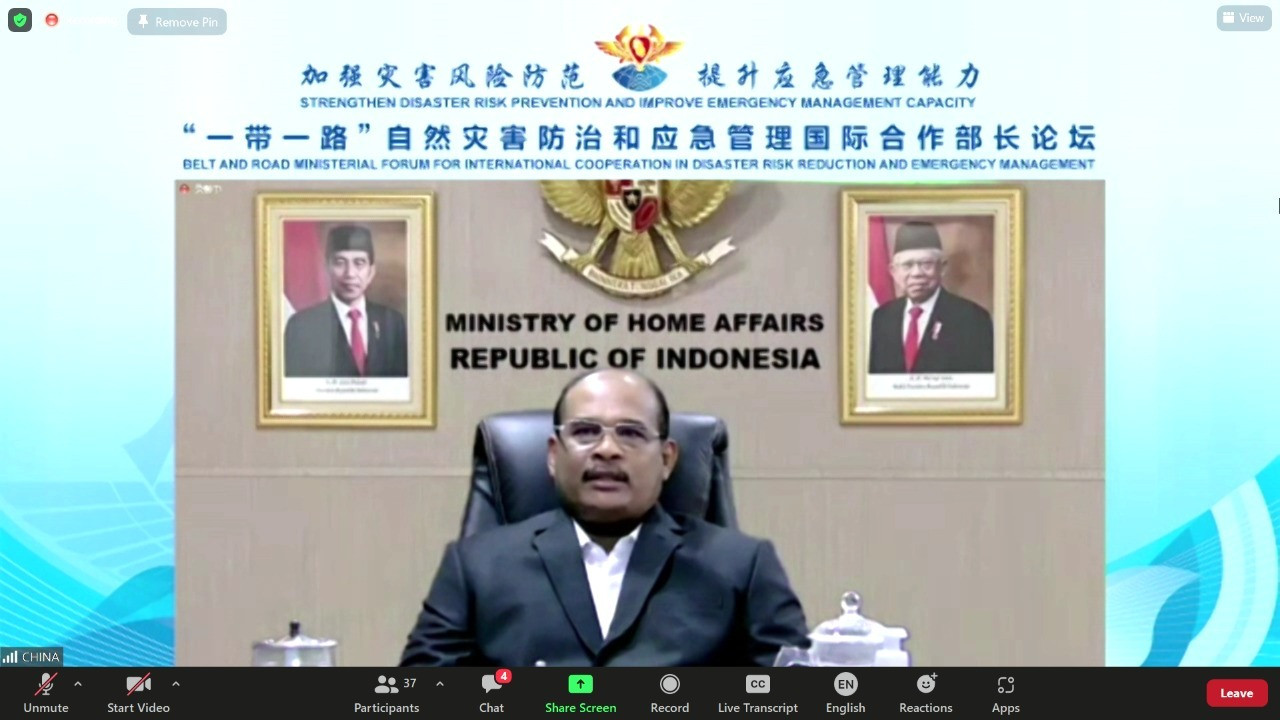 Remove Pin
View
加强灾害风险防范 提升应急管理能力
STRENGTHEN DISASTER RISK PREVENTION AND IMPROVE EMERGENCY MANAGEMENT CAPACITY
“一带一路”自然灾害防治和应急管理国际合作部长论坛
BELT AND ROAD MINISTERIAL FORUM FOR INTERNATIONAL COOPERATION IN DISASTER RISK REDUCTION AND EMERGENCY MANAGEMENT
MINISTRY OF HOME AFFAIRS
REPUBLIC OF INDONESIA
CHINA
37
4
CC
EN
Unmute
Start Video
Participants
Chat
Share Screen
Record
Live Transcript
English
Reactions
Apps
Leave